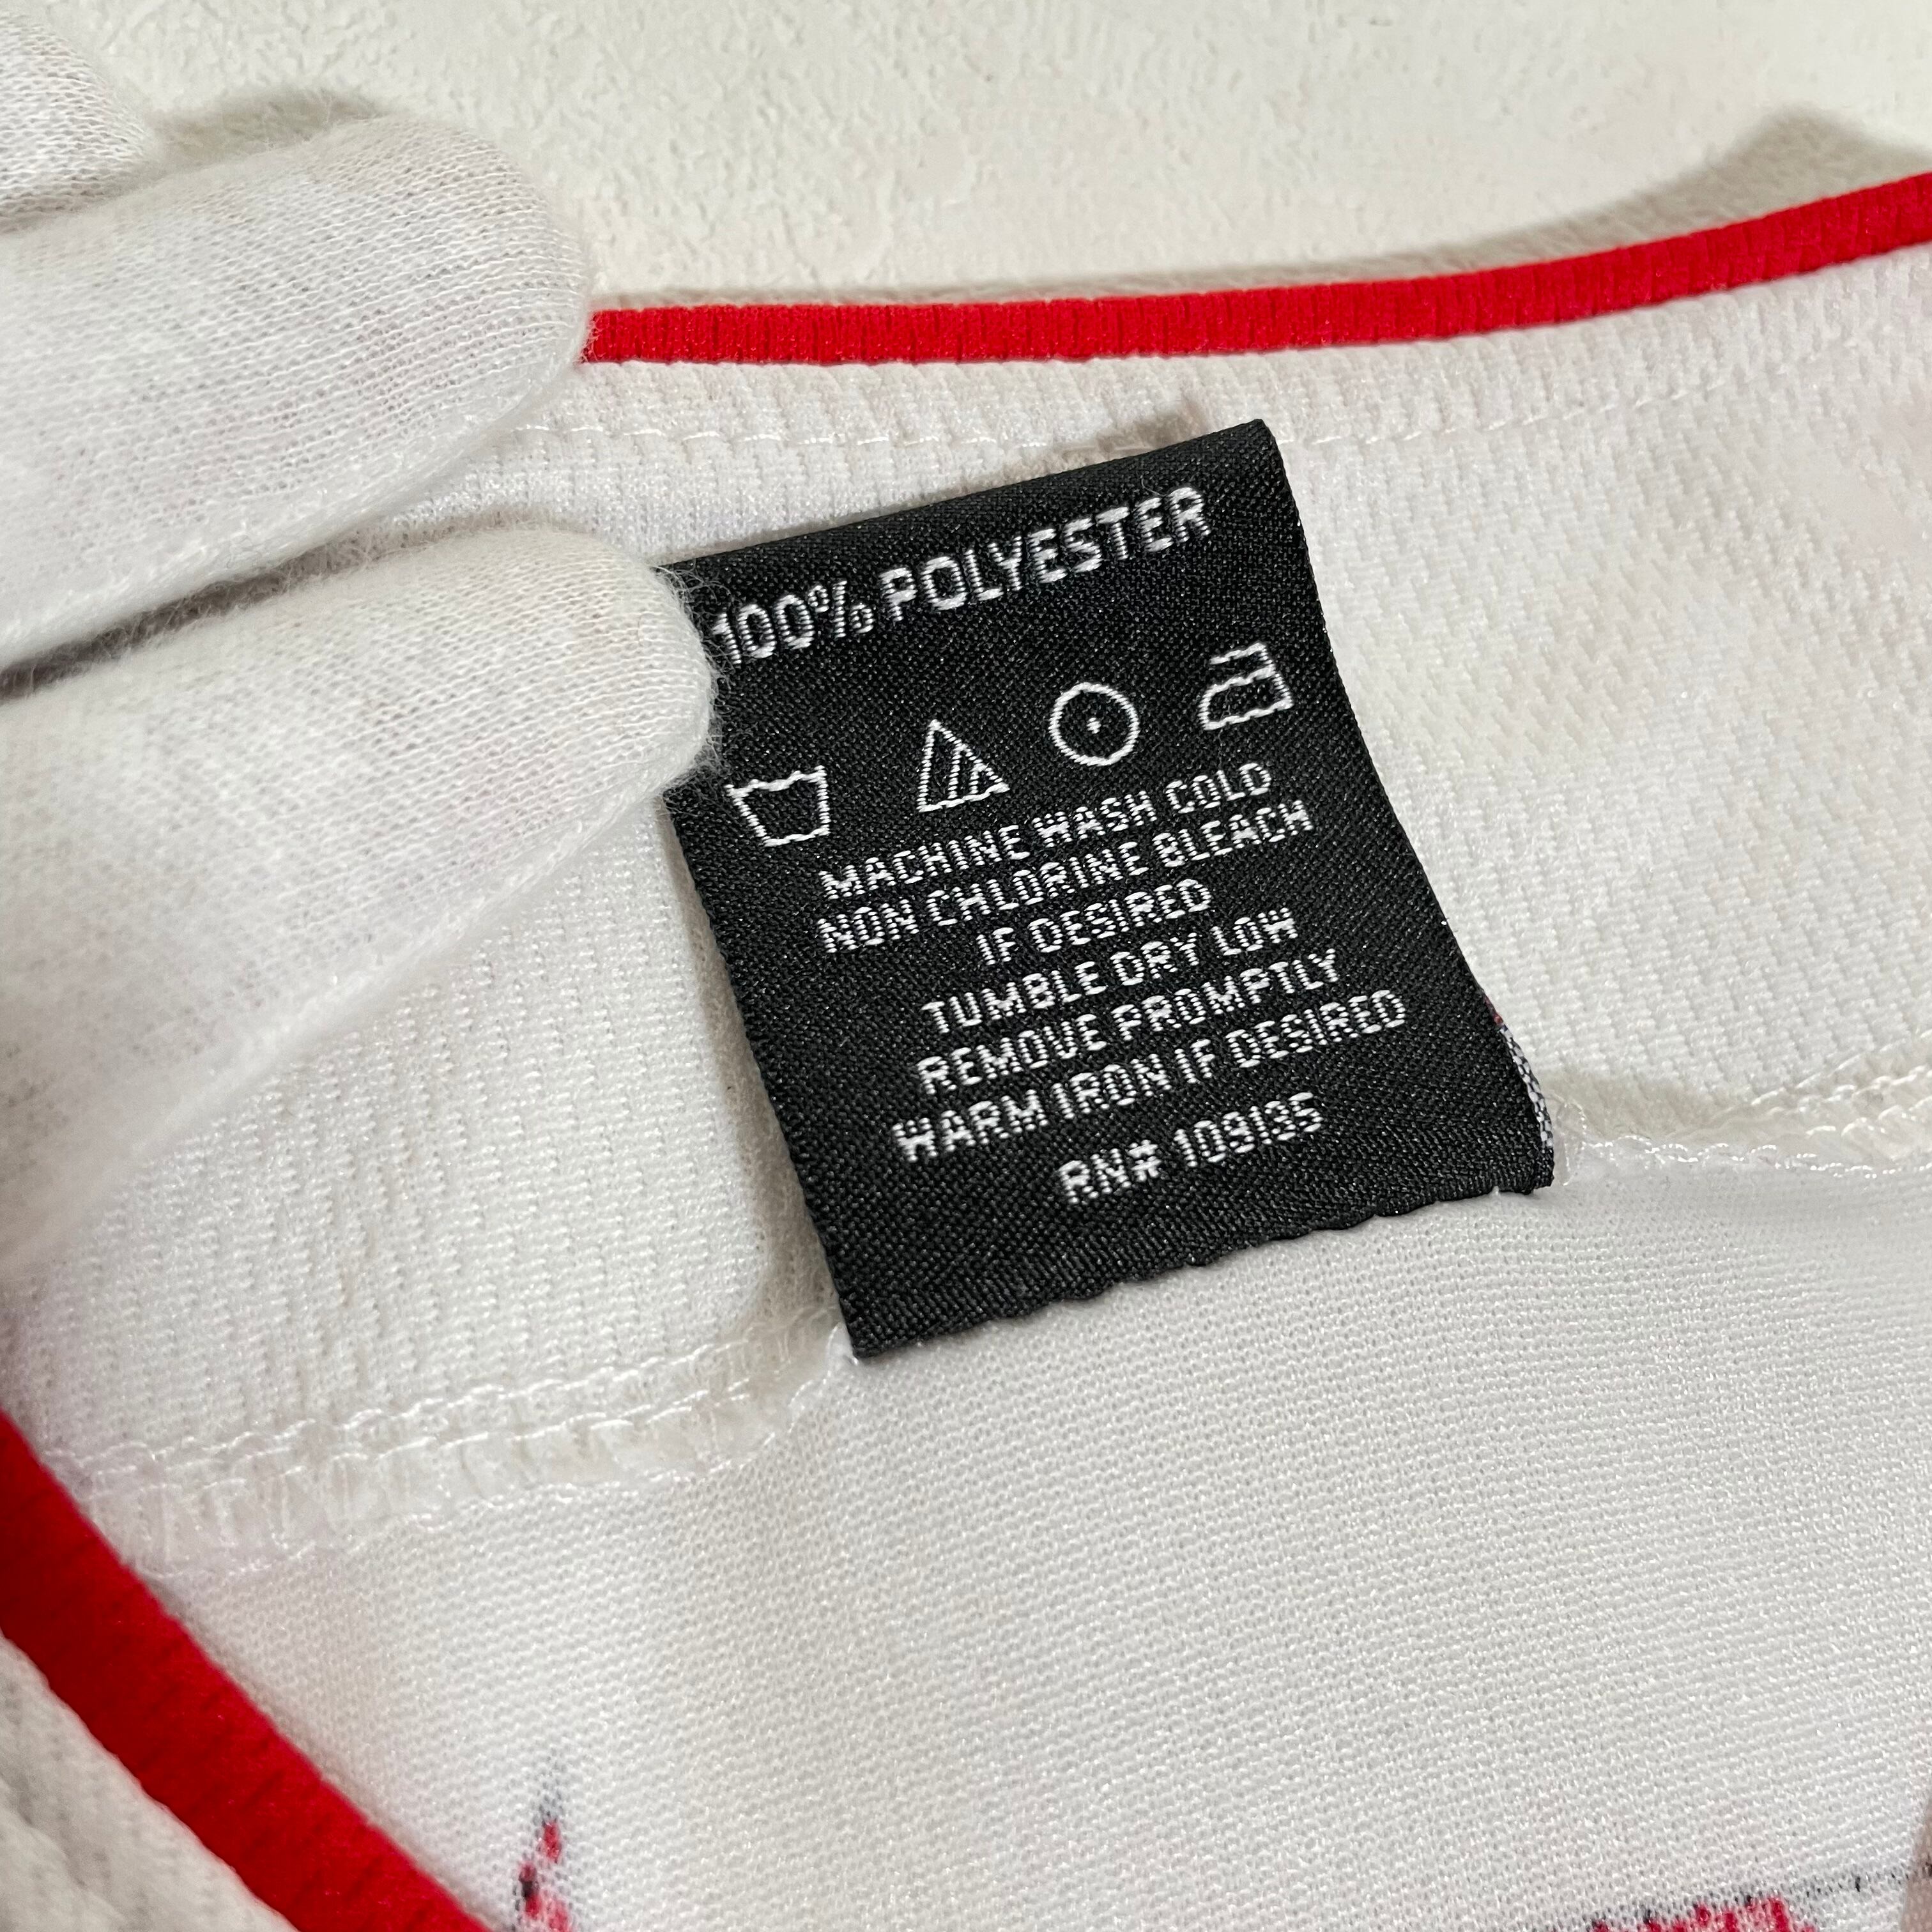 100% POLYESTER
MACHINE WASH COLD
NON CHLORINE BLEACH
IF DESIRED
TUMBLE DRY LOW
REMOVE PROMPTLY
WARM IRON IF DESIRED
RN# 109135